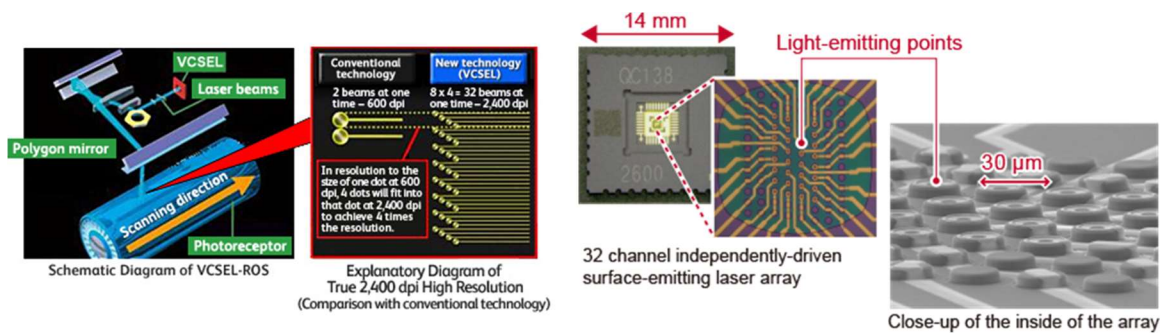 VCSEL
Laser beams
Polygon mirror
Scanning direction
Photoreceptor
Schematic Diagram of VCSEL-ROS
Conventional
technology
2 beams at one
time – 600 dpi
New technology
(VCSEL)
8 x 4 = 32 beams at
one time – 2,400 dpi
In resolution to the
size of one dot at 600
dpi, 4 dots will fit into
that dot at 2,400 dpi
to achieve 4 times
the resolution.
Explanatory Diagram of
True 2,400 dpi High Resolution
(Comparison with conventional technology)
14 mm
QC138
2600
Light-emitting points
32 channel independently-driven
surface-emitting laser array
30 μm
Close-up of the inside of the array